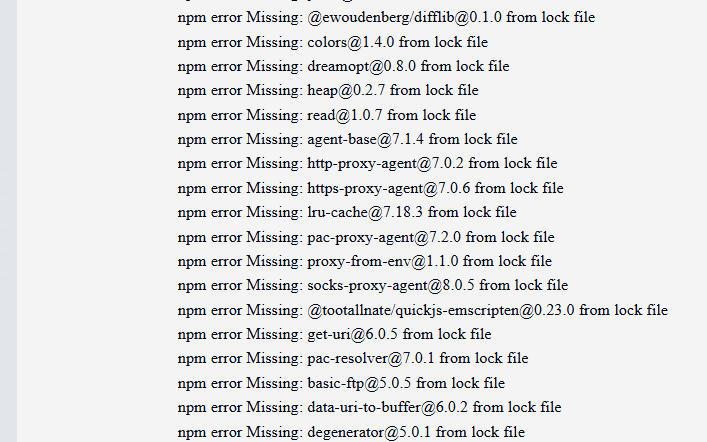 npm error Missing: @ewoudenberg/difflib@0.1.0 from lock file
npm error Missing: colors@1.4.0 from lock file
npm error Missing: dreamopt@0.8.0 from lock file
npm error Missing: heap@0.2.7 from lock file
npm error Missing: read@1.0.7 from lock file
npm error Missing: agent-base@7.1.4 from lock file
npm error Missing: http-proxy-agent@7.0.2 from lock file
npm error Missing: https-proxy-agent@7.0.6 from lock file
npm error Missing: lru-cache@7.18.3 from lock file
npm error Missing: pac-proxy-agent@7.2.0 from lock file
npm error Missing: proxy-from-env@1.1.0 from lock file
npm error Missing: socks-proxy-agent@8.0.5 from lock file
npm error Missing: @tootallnate/quickjs-emscripten@0.23.0 from lock file
npm error Missing: get-uri@6.0.5 from lock file
npm error Missing: pac-resolver@7.0.1 from lock file
npm error Missing: basic-ftp@5.0.5 from lock file
npm error Missing: data-uri-to-buffer@6.0.2 from lock file
npm error Missing: degenerator@5.0.1 from lock file